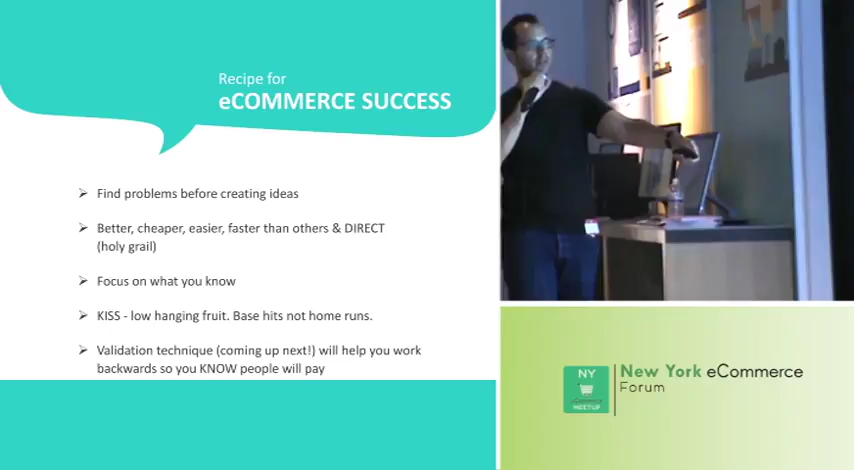 Recipe for
eCOMMERCE SUCCESS
➢ Find problems before creating ideas
➢ Better, cheaper, easier, faster than others & DIRECT
(holy grail)
➢ Focus on what you know
➢ KISS - low hanging fruit. Base hits not home runs.
➢ Validation technique (coming up next!) will help you work
backwards so you KNOW people will pay
NY
eCommerce
MEETUP
New York eCommerce
Forum